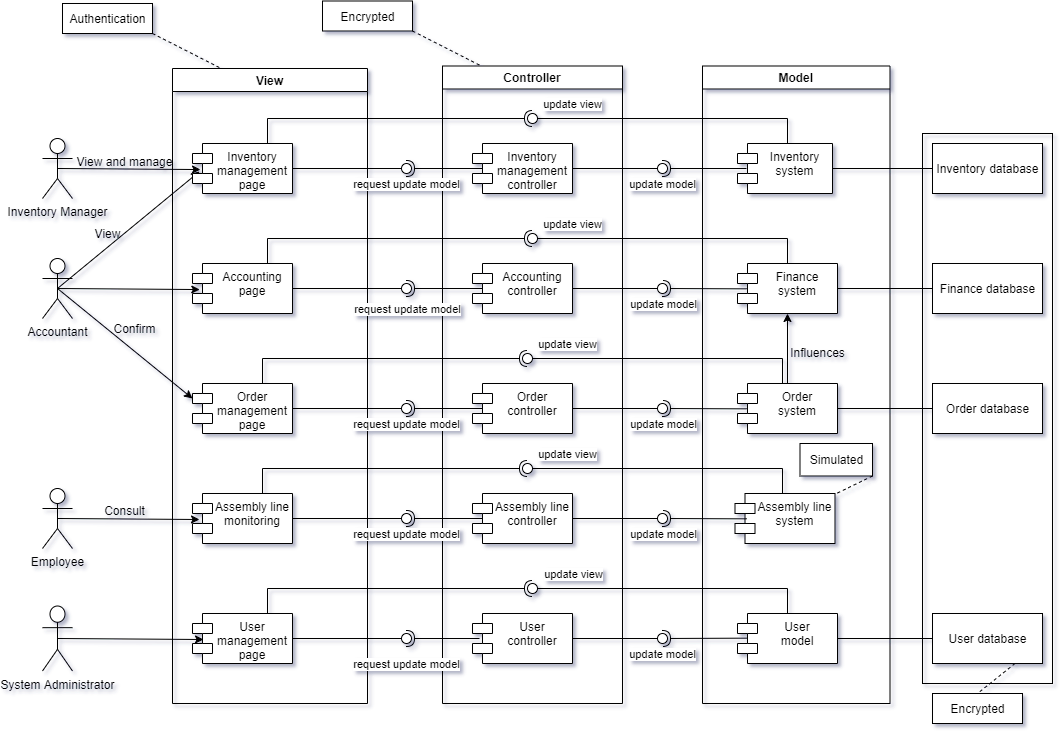 Authentication
Encrypted
View
Controller
Model
update view
View and manage
Inventory
management
page
request update model
Inventory
management
controller
update model
Inventory
system
Inventory database
Inventory Manager
View
update view
Accounting
page
request update model
Accounting
controller
update model
Finance
system
Finance database
Accountant
Confirm
Influences
update view
Order
management
page
request update model
Order
controller
update model
Order
system
Order database
update view
Simulated
Consult
Assembly line
monitoring
request update model
Assembly line
controller
update model
Assembly line
system
Employee
update view
User
management
page
request update model
User
controller
update model
User
model
User database
System Administrator
Encrypted